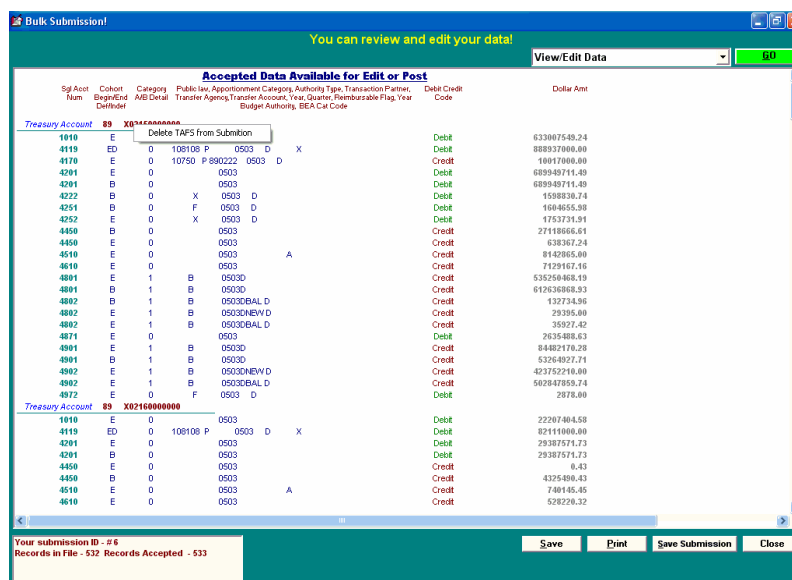 Bulk Submission!
You can review and edit your data!
View/Edit Data GO
Accepted Data Available for Edit or Post
Sgl Acct Cohort Category Public law, Apportionment Category, Authority Type, Transaction Partner, Debit Credit Dollar Amt
Num Begin/End A/B Detail Transfer Agency,Transfer Account, Year, Quarter, Reimbursable Flag, Year Code
Def/Indef Budget Authority, BEA Cat Code
Treasury Account 89
Delete TAFS from Submition
1010 E Debit 633007549.24
4119 ED 0 108108 P 0503 D X Debit 888937000.00
4170 E 0 10750 P 890222 0503 D Credit 10017000.00
4201 E 0 0503 Debit 689949711.49
4201 B 0 0503 Debit 689949711.49
4222 B 0 X 0503 D Debit 1598830.74
4251 B 0 F 0503 D Debit 1604655.98
4252 E 0 X 0503 D Debit 1753731.91
4450 B 0 0503 Credit 27118666.61
4450 E 0 0503 Credit 638367.24
4510 E 0 0503 A Credit 8142865.00
4610 E 0 0503 Credit 7129167.16
4801 E 1 B 0503D Credit 535250468.19
4801 B 1 B 0503D Credit 612636868.93
4802 B 1 B 0503DBAL D Credit 132734.96
4802 E 1 B 0503DNEW D Credit 29395.00
4802 E 1 B 0503DBAL D Credit 35927.42
4871 E 0 0503 Debit 2635488.63
4901 E 1 B 0503D Credit 84482170.28
4901 B 1 B 0503D Credit 53264927.71
4902 E 1 B 0503DNEW D Credit 423752210.00
4902 E 1 B 0503DBAL D Credit 502847859.74
4972 E 0 F 0503 D Debit 2878.00
Treasury Account 89 X02160000000
1010 E 0 0503 Debit 22207404.58
4119 ED 0 108108 P 0503 D X Debit 82111000.00
4201 E 0 0503 Debit 29387571.73
4201 B 0 0503 Debit 29387571.73
4450 E 0 0503 Credit 0.43
4450 B 0 0503 Credit 4325490.43
4510 E 0 0503 A Credit 740145.45
4610 E 0 0503 Credit 528220.32
Your submission ID - # 6
Records in File - 532 Records Accepted - 533
Save Print Save Submission Close